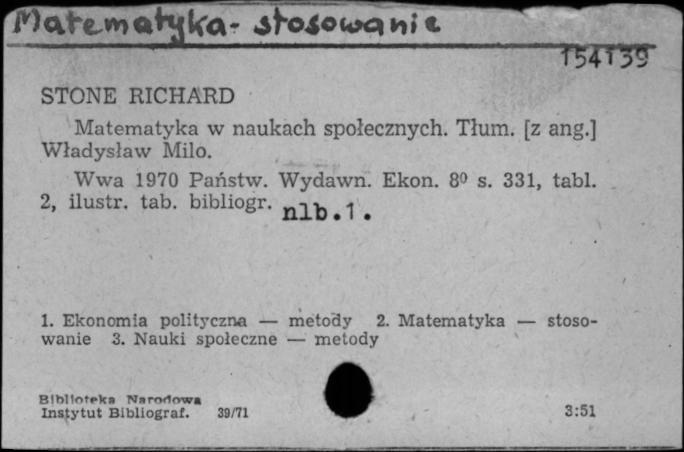 Matematyka- stosowanie
154139
STONE RICHARD
Matematyka w naukach społecznych. Tłum. [z ang.]
Władysław Milo.
Wwa 1970 Państw. Wydawn. Ekon. 8⁰ s. 331, tabl.
2, ilustr. tab. bibliogr. nlb.1.
1. Ekonomia polityczna — metody 2. Matematyka — stoso-
wanie 3. Nauki społeczne — metody
Biblioteka Narodowa
Instytut Bibliograf. 39/71 3:51